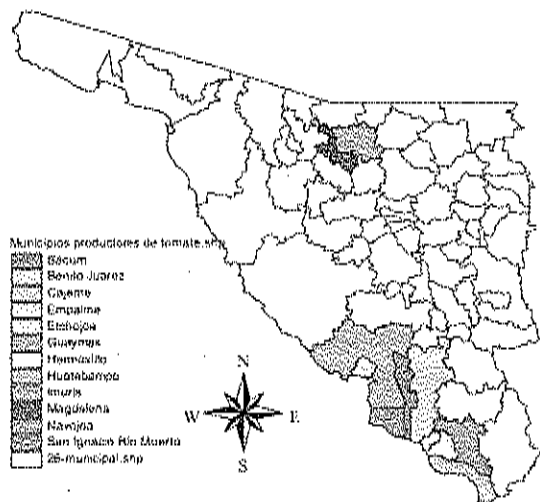 Municipios productores de tomate.shp
Bácum
Benito Juarez
Cajeme
Empalme
Etchojoa
Guaymas
Hermosillo
Huatabampo
Imuris
Magdalena
Navojoa
San Ignacio Río Muerto
26-municipal.shp
N
W
E
S